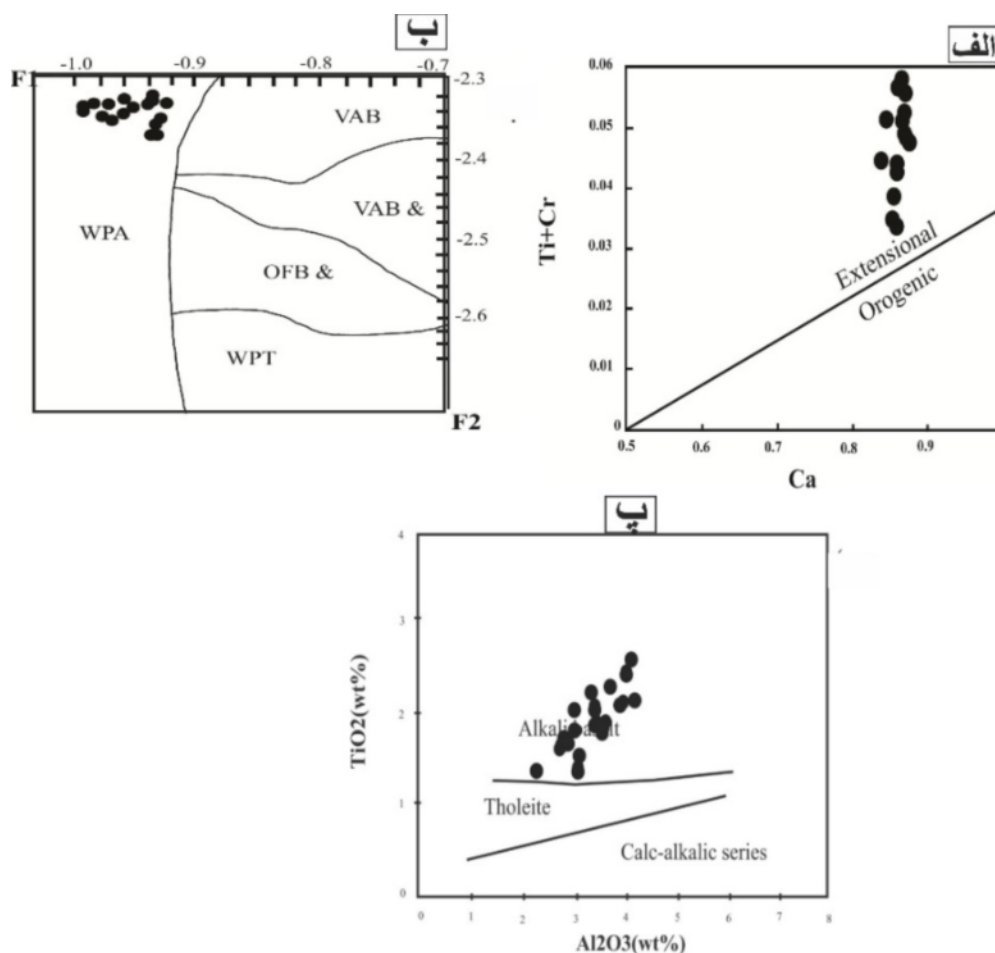 ب
F1 -1.0 -0.9 -0.8 -0.7
-2.3
VAB
-2.4
VAB &
WPA
-2.5
OFB &
-2.6
WPT
F2
الف
0.06
0.05
0.04
Ti+Cr
0.03
Extensional
Orogenic
0.02
0.01
0
0.5 0.6 0.7 0.8 0.9
Ca
پ
4
3
TiO2(wt%)
2
1
Tholeite
Calc-alkalic series
0
0 1 2 3 4 5 6 7 8
Al2O3(wt%)